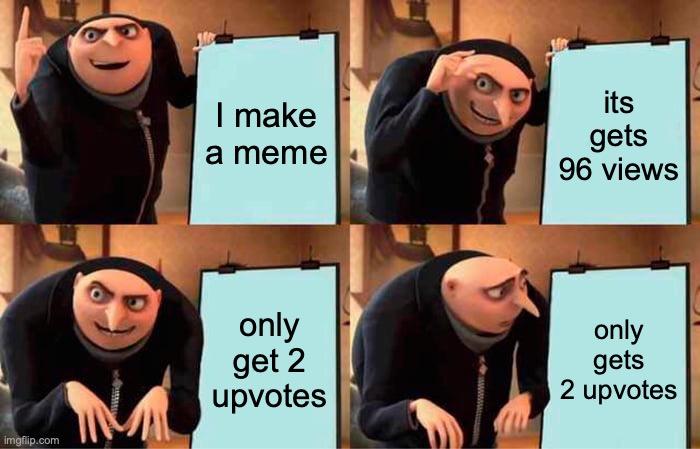 I make
a meme
its
gets
96 views
only
get 2
upvotes
only
gets
2 upvotes
imgflip.com